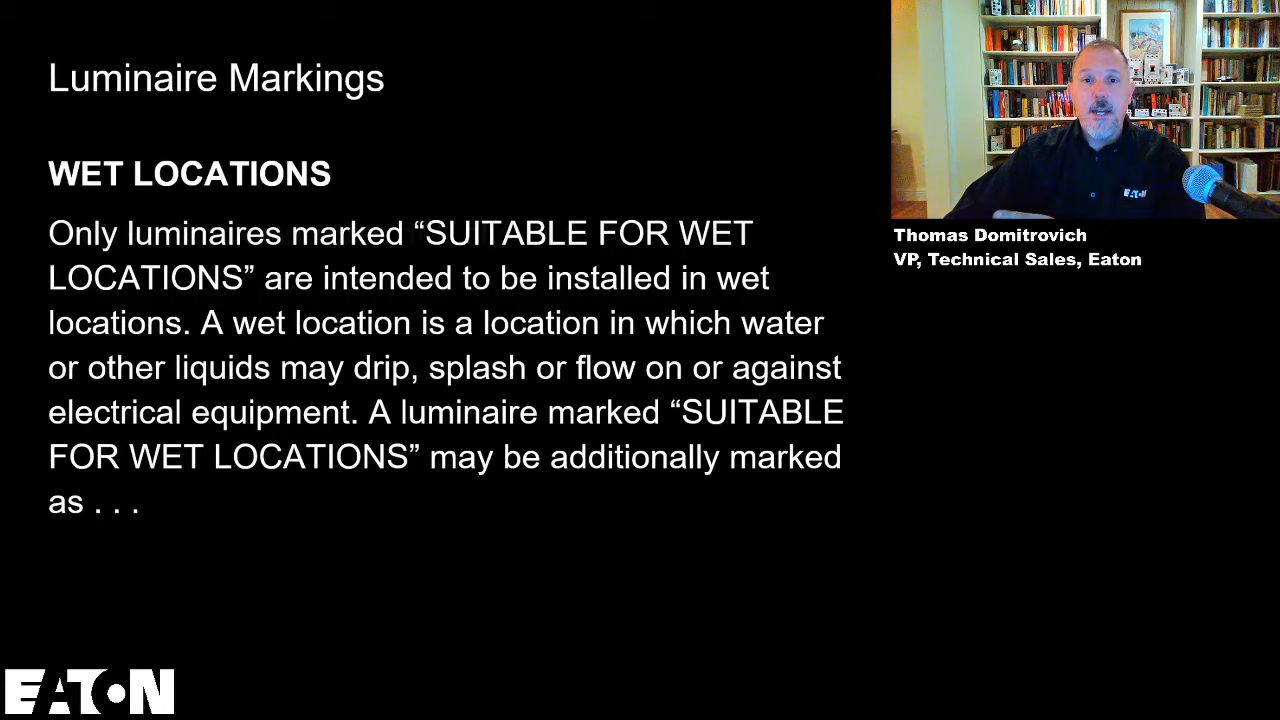 Luminaire Markings
WET LOCATIONS
Only luminaires marked “SUITABLE FOR WET
LOCATIONS” are intended to be installed in wet
locations. A wet location is a location in which water
or other liquids may drip, splash or flow on or against
electrical equipment. A luminaire marked “SUITABLE
FOR WET LOCATIONS” may be additionally marked
as . . .
EATON
Thomas Domitrovich
VP, Technical Sales, Eaton
EATON